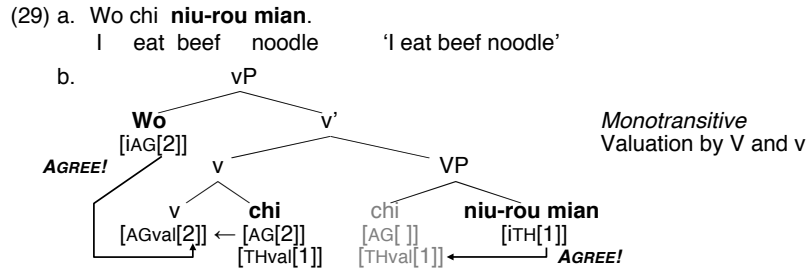 (29) a. Wo chi niu-rou mian.
I eat beef noodle 'I eat beef noodle'
b. vP
Wo v' Monotransitive
[iAG[2]] Valuation by V and v
AGREE! v VP
v chi chi niu-rou mian
[AGval[2]] ← [AG[2]] [AG[ ]] [iTH[1]]
[THval[1]] [THval[1]] AGREE!